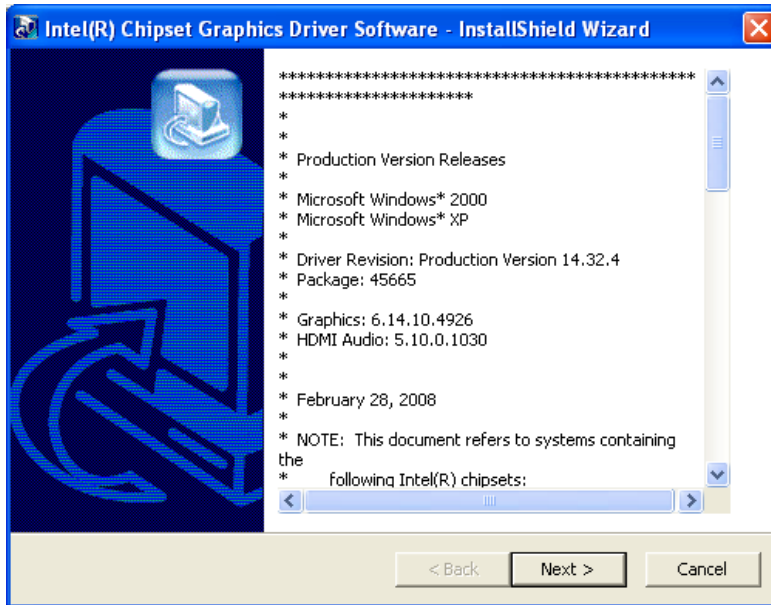 Intel(R) Chipset Graphics Driver Software - InstallShield Wizard
*********************************************
*********************
*
*
* Production Version Releases
*
* Microsoft Windows* 2000
* Microsoft Windows* XP
*
* Driver Revision: Production Version 14.32.4
* Package: 45665
*
* Graphics: 6.14.10.4926
* HDMI Audio: 5.10.0.1030
*
*
* February 28, 2008
*
* NOTE: This document refers to systems containing
the
* following Intel(R) chipsets:
< Back
Next >
Cancel